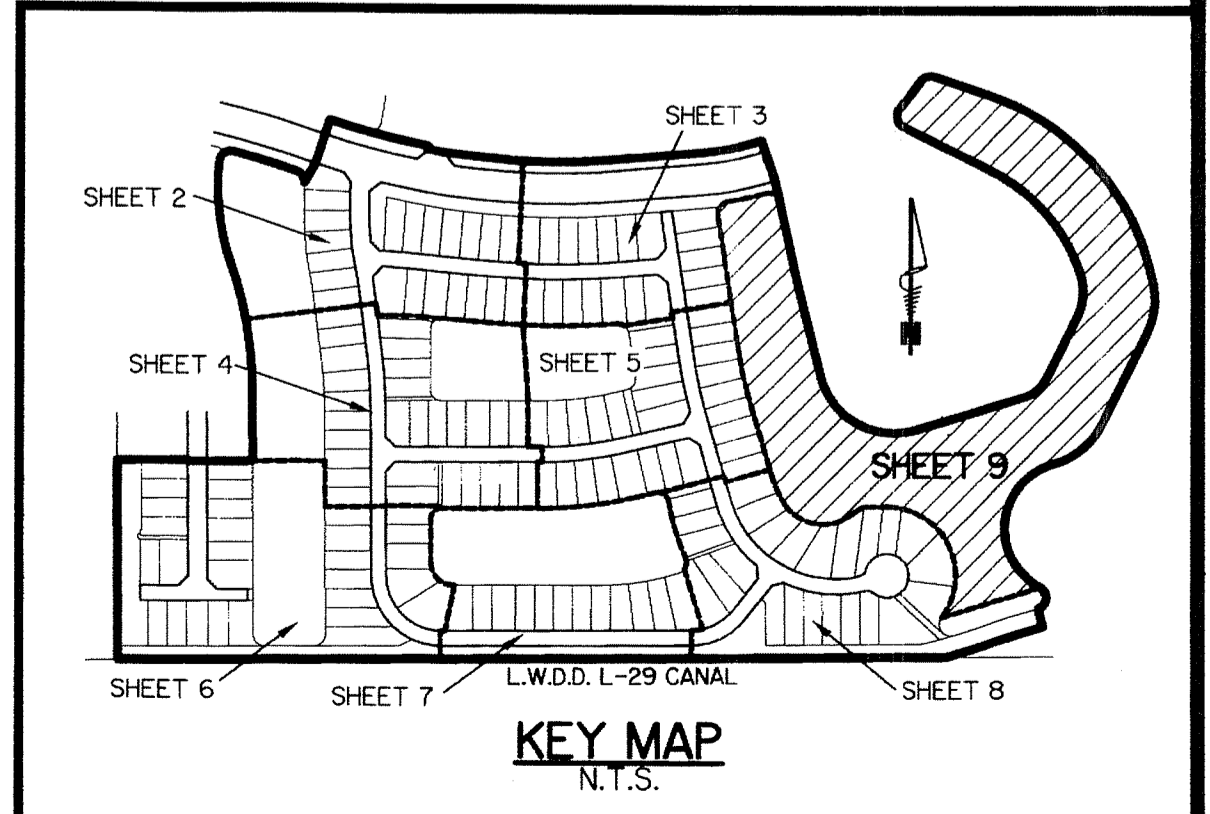 SHEET 3
SHEET 2
SHEET 4
SHEET 5
SHEET 9
SHEET 6
SHEET 7
L.W.D.D. L-29 CANAL
SHEET 8
KEY MAP
N.T.S.